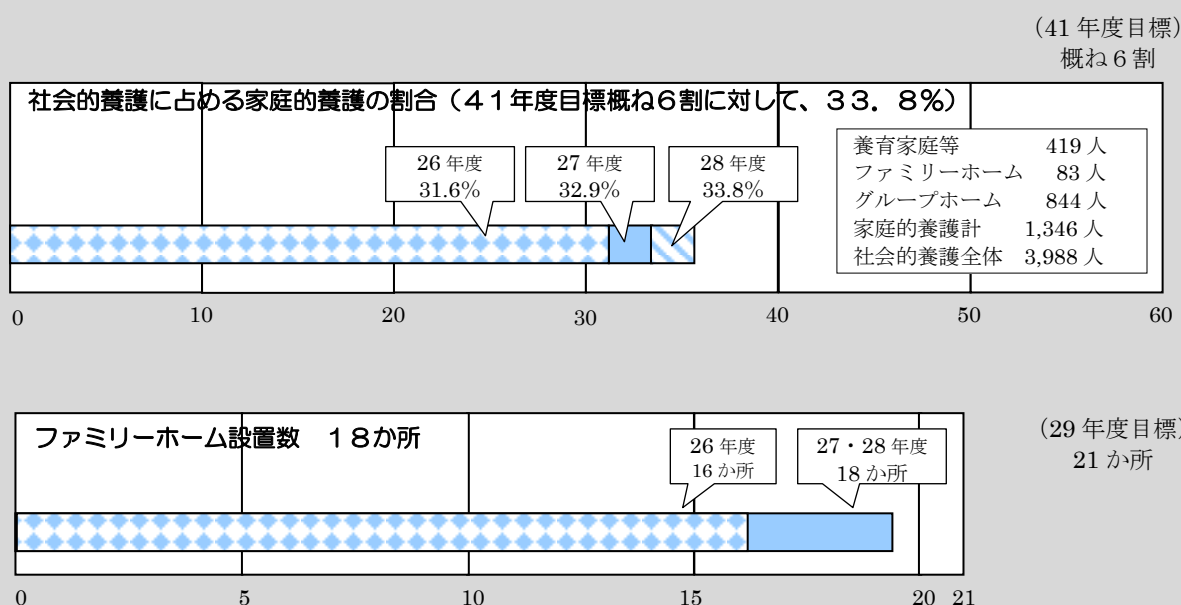 (41 年度目標)
概ね６割
社会的養護に占める家庭的養護の割合（４１年度目標概ね６割に対して、３３．８％）
26 年度
31.6%
27 年度
32.9%
28 年度
33.8%
養育家庭等 419 人
ファミリーホーム 83 人
グループホーム 844 人
家庭的養護計 1,346 人
社会的養護全体 3,988 人
0 10 20 30 40 50 60
ファミリーホーム設置数　１８か所
26 年度
16 か所
27・28 年度
18 か所
(29 年度目標)
21 か所
0 5 10 15 20 21